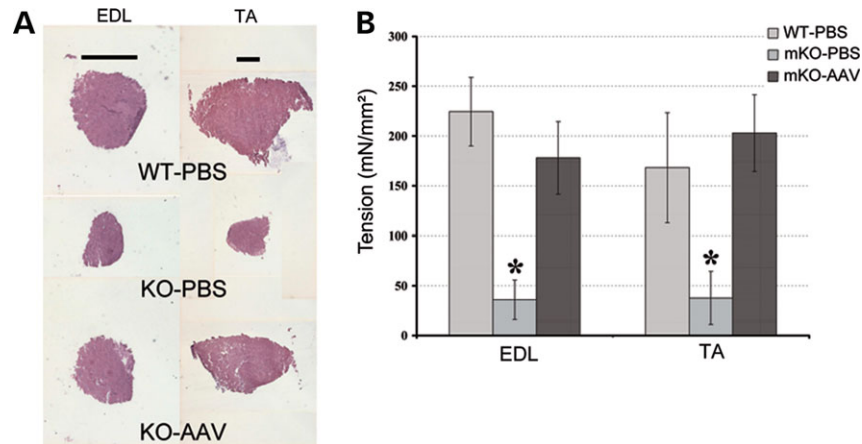 A
EDL TA
WT-PBS
KO-PBS
KO-AAV
B
WT-PBS
mKO-PBS
mKO-AAV
Tension (mN/mm²)
300
250
200
150
100
50
0
*
*
EDL TA